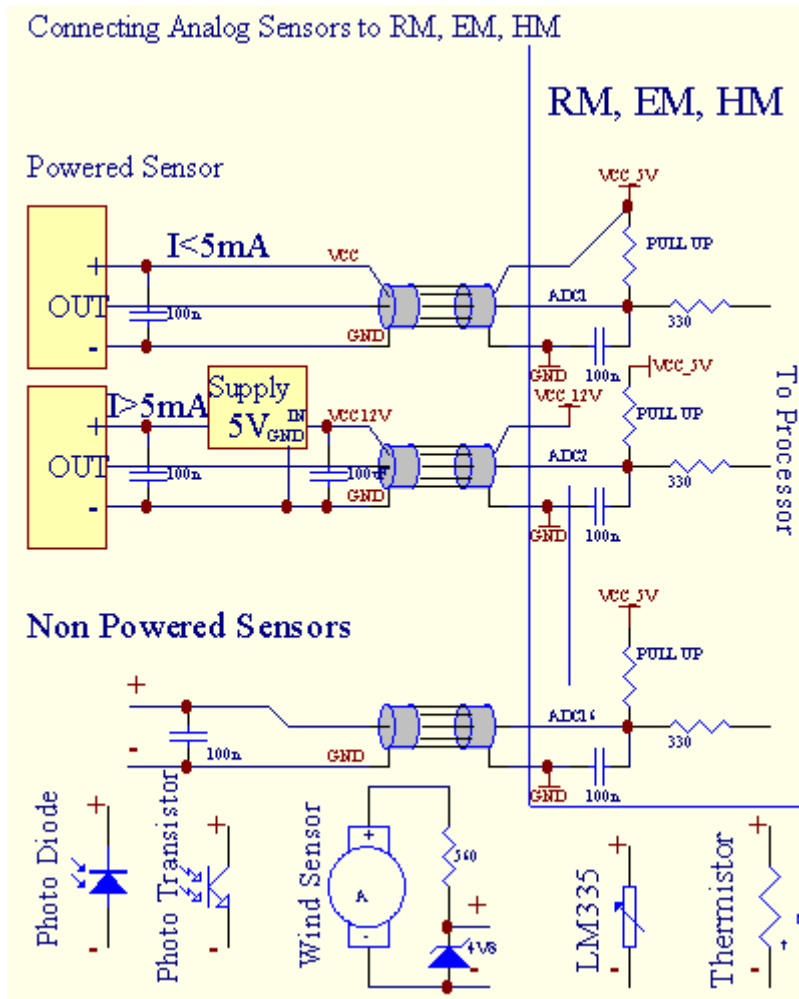 Connecting Analog Sensors to RM, EM, HM
RM, EM, HM
Powered Sensor
VCC_5V
+
I<5mA
VCC
PULL UP
OUT
100n
ADC1
330
-
GND
GND
100n
VCC_5V
Supply
5V
IN
GND
I>5mA
VCC12V
VCC_12V
PULL UP
+
OUT
100n
100n
ADC2
330
-
GND
GND
100n
To Processor
Non Powered Sensors
VCC_5V
PULL UP
+
ADC16
330
-
100n
GND
GND
100n
Photo Diode
+
-
Photo Transistor
+
-
Wind Sensor
+
A
-
560
+
4V8
-
LM335
+
-
Thermistor
+
-
t